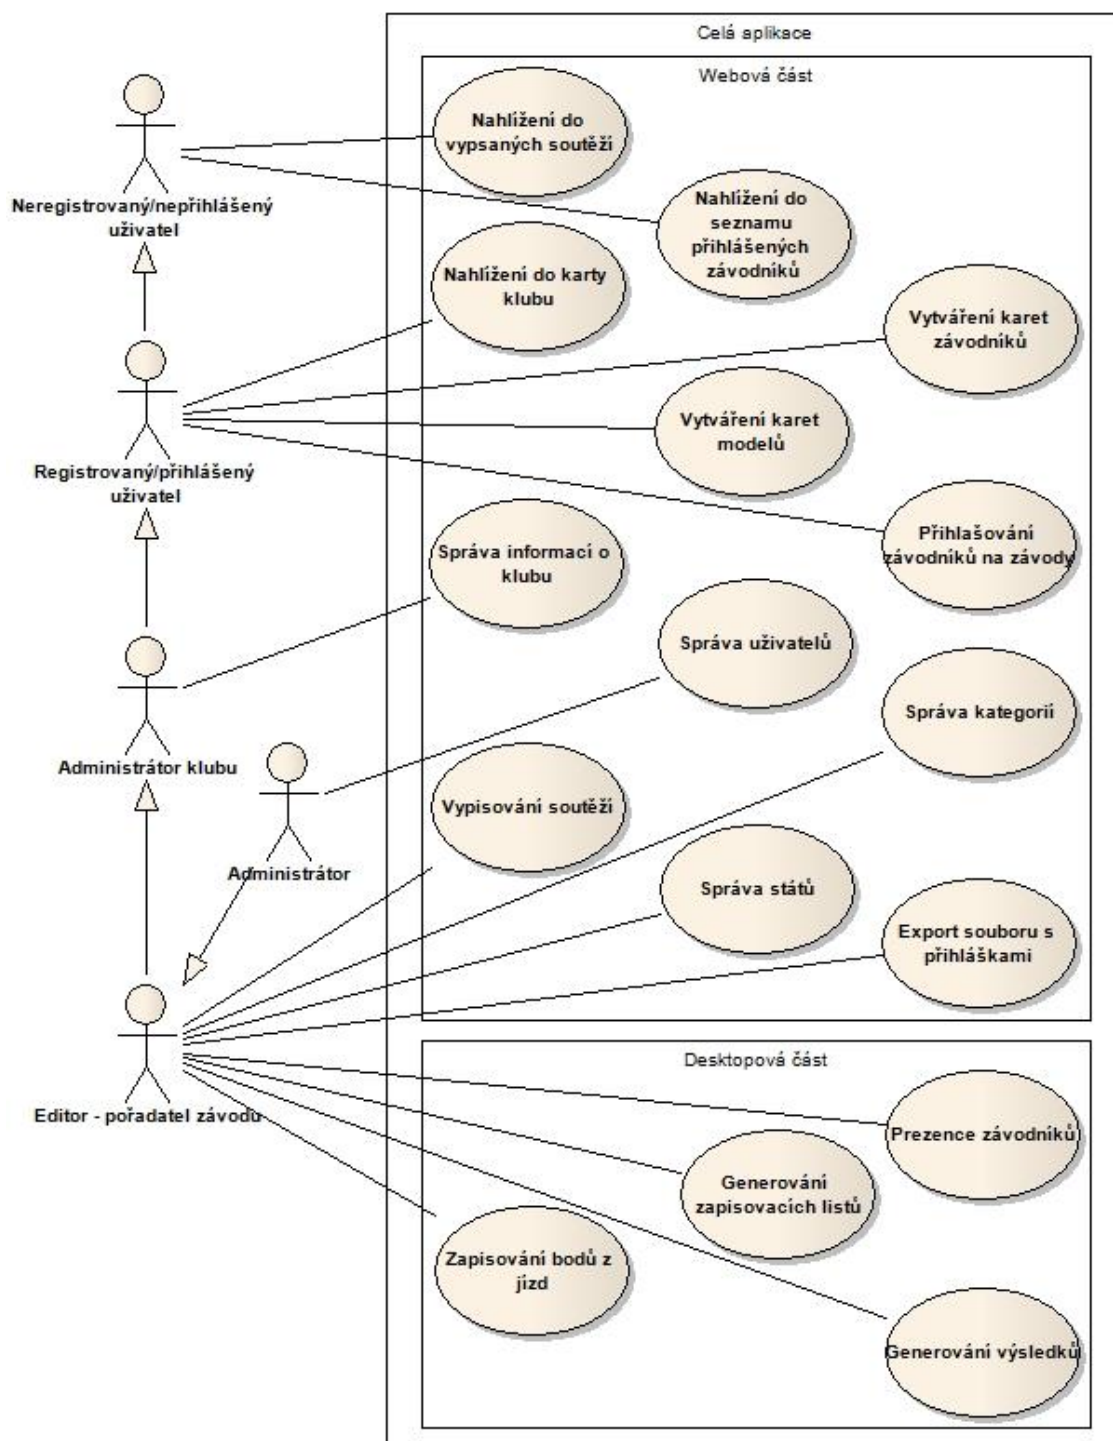 Celá aplikace
Webová část
Nahlížení do
vypsaných soutěží
Neregistrovaný/nepřihlášený
uživatel
Nahlížení do
seznamu
přihlášených
závodníků
Nahlížení do karty
klubu
Vytváření karet
závodníků
Vytváření karet
modelů
Registrovaný/přihlášený
uživatel
Přihlašování
závodníků na závody
Správa informací o
klubu
Správa uživatelů
Správa kategorií
Administrátor klubu
Vypisování soutěží
Administrátor
Správa států
Export souboru s
přihláškami
Desktopová část
Editor - pořadatel závodů
Prezence závodníků
Generování
zapisovacích listů
Zapisování bodů z
jízd
Generování výsledků